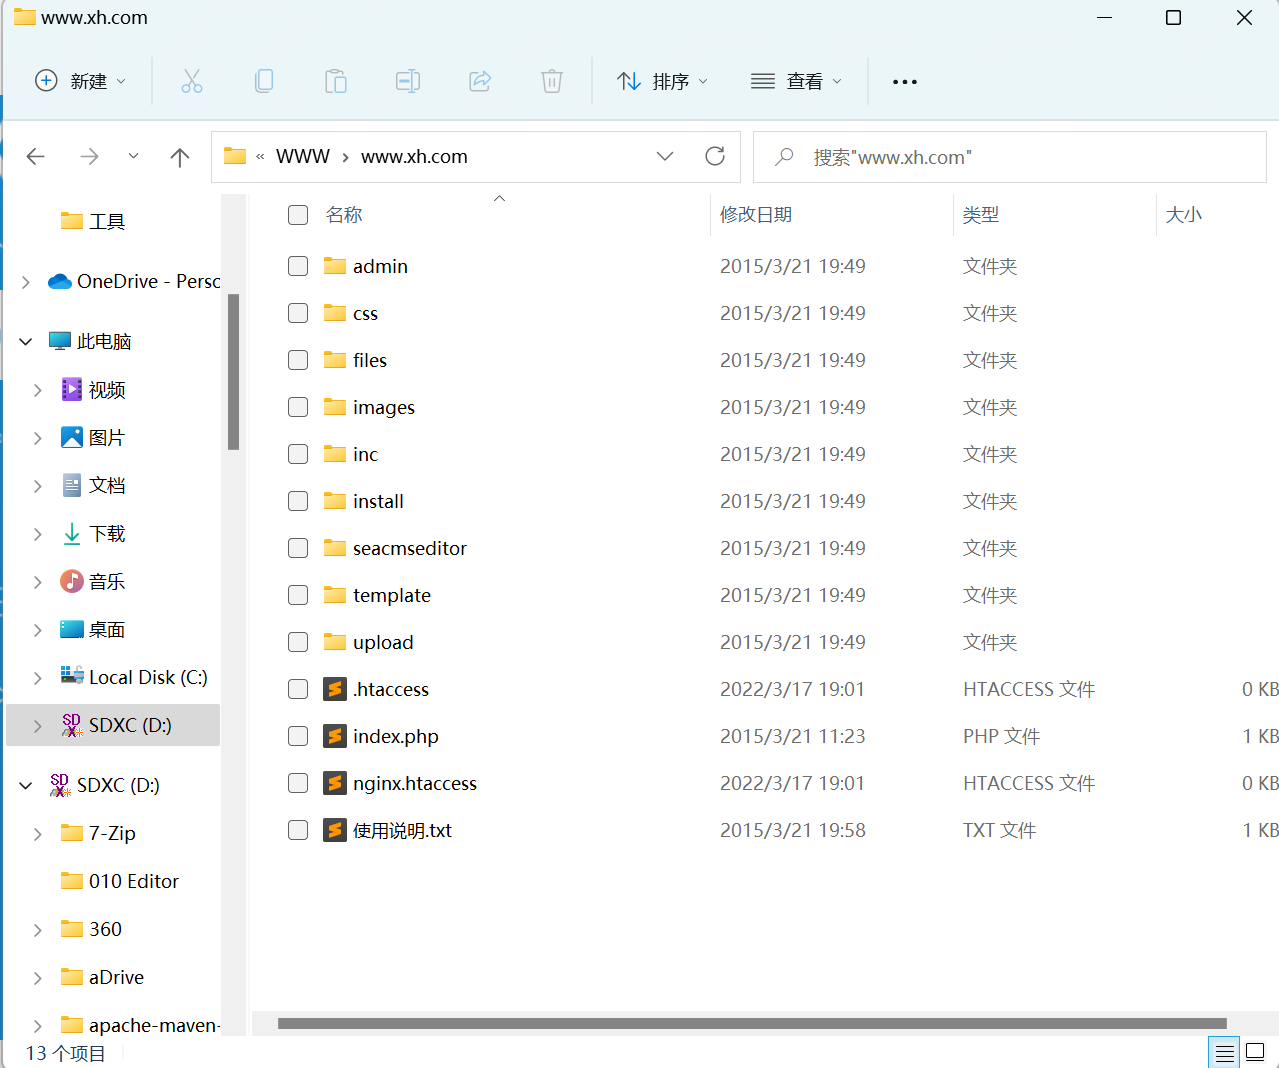 www.xh.com
新建
排序
查看
« WWW › www.xh.com
搜索"www.xh.com"
工具
OneDrive - Perso
此电脑
视频
图片
文档
下载
音乐
桌面
Local Disk (C:)
SDXC (D:)
SDXC (D:)
7-Zip
010 Editor
360
aDrive
apache-maven-
名称 修改日期 类型 大小
admin 2015/3/21 19:49 文件夹
css 2015/3/21 19:49 文件夹
files 2015/3/21 19:49 文件夹
images 2015/3/21 19:49 文件夹
inc 2015/3/21 19:49 文件夹
install 2015/3/21 19:49 文件夹
seacmseditor 2015/3/21 19:49 文件夹
template 2015/3/21 19:49 文件夹
upload 2015/3/21 19:49 文件夹
.htaccess 2022/3/17 19:01 HTACCESS 文件 0 KB
index.php 2015/3/21 11:23 PHP 文件 1 KB
nginx.htaccess 2022/3/17 19:01 HTACCESS 文件 0 KB
使用说明.txt 2015/3/21 19:58 TXT 文件 1 KB
13 个项目